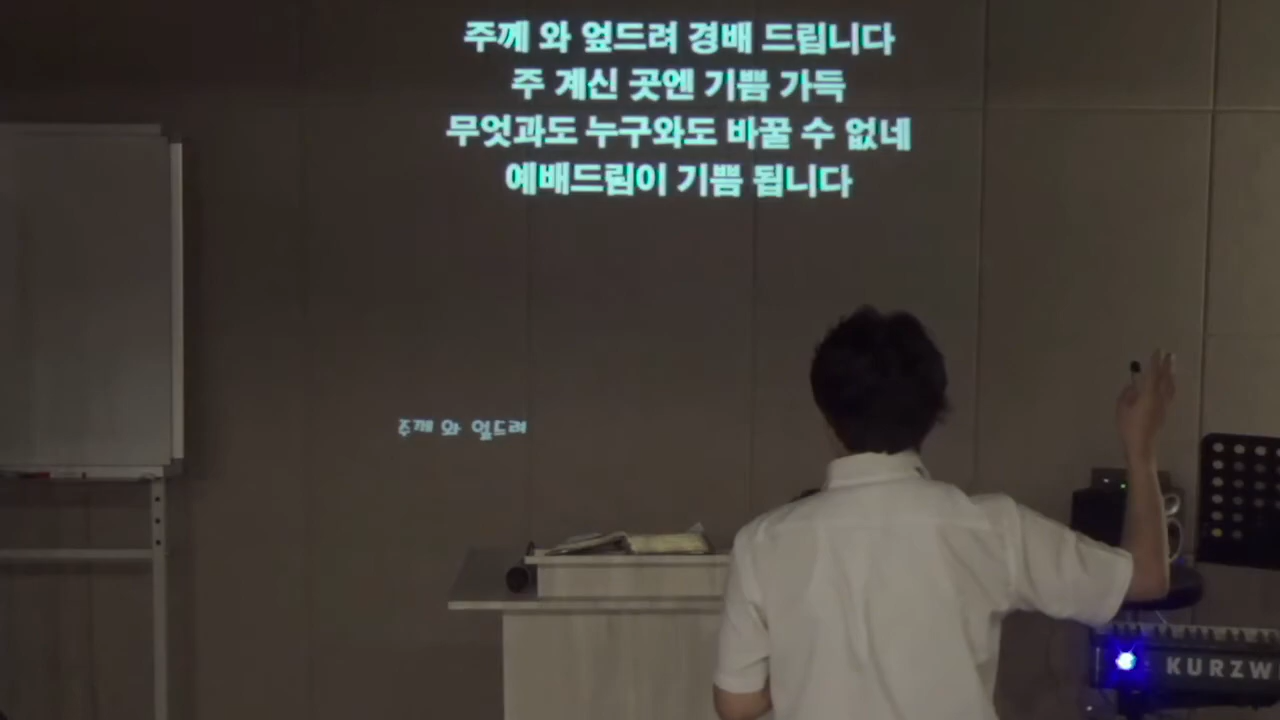 주께 와 엎드려 경배 드립니다
주 계신 곳엔 기쁨 가득
무엇과도 누구와도 바꿀 수 없네
예배드림이 기쁨 됩니다
주께 와 엎드려
KURZW